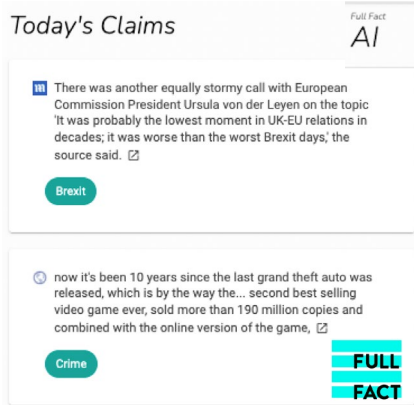 Today's Claims
Full Fact
AI
There was another equally stormy call with European
Commission President Ursula von der Leyen on the topic
'It was probably the lowest moment in UK-EU relations in
decades; it was worse than the worst Brexit days,' the
source said.
Brexit
now it's been 10 years since the last grand theft auto was
released, which is by the way the... second best selling
video game ever, sold more than 190 million copies and
combined with the online version of the game,
Crime
FULL
FACT